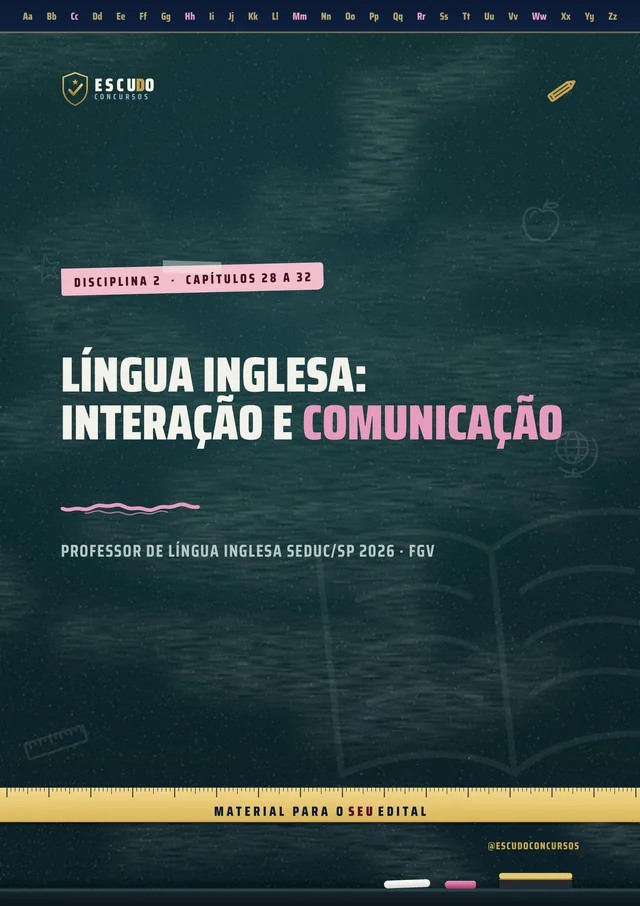 Aa Bb Cc Dd Ee Ff Gg Hh Ii Jj Kk Ll Mm Nn Oo Pp Qq Rr Ss Tt Uu Vv Ww Xx Yy Zz
ESCUDO
CONCURSOS
DISCIPLINA 2 · CAPÍTULOS 28 A 32
LÍNGUA INGLESA:
INTERAÇÃO E COMUNICAÇÃO
PROFESSOR DE LÍNGUA INGLESA SEDUC/SP 2026 · FGV
MATERIAL PARA O SEU EDITAL
@ESCUDOCONCURSOS